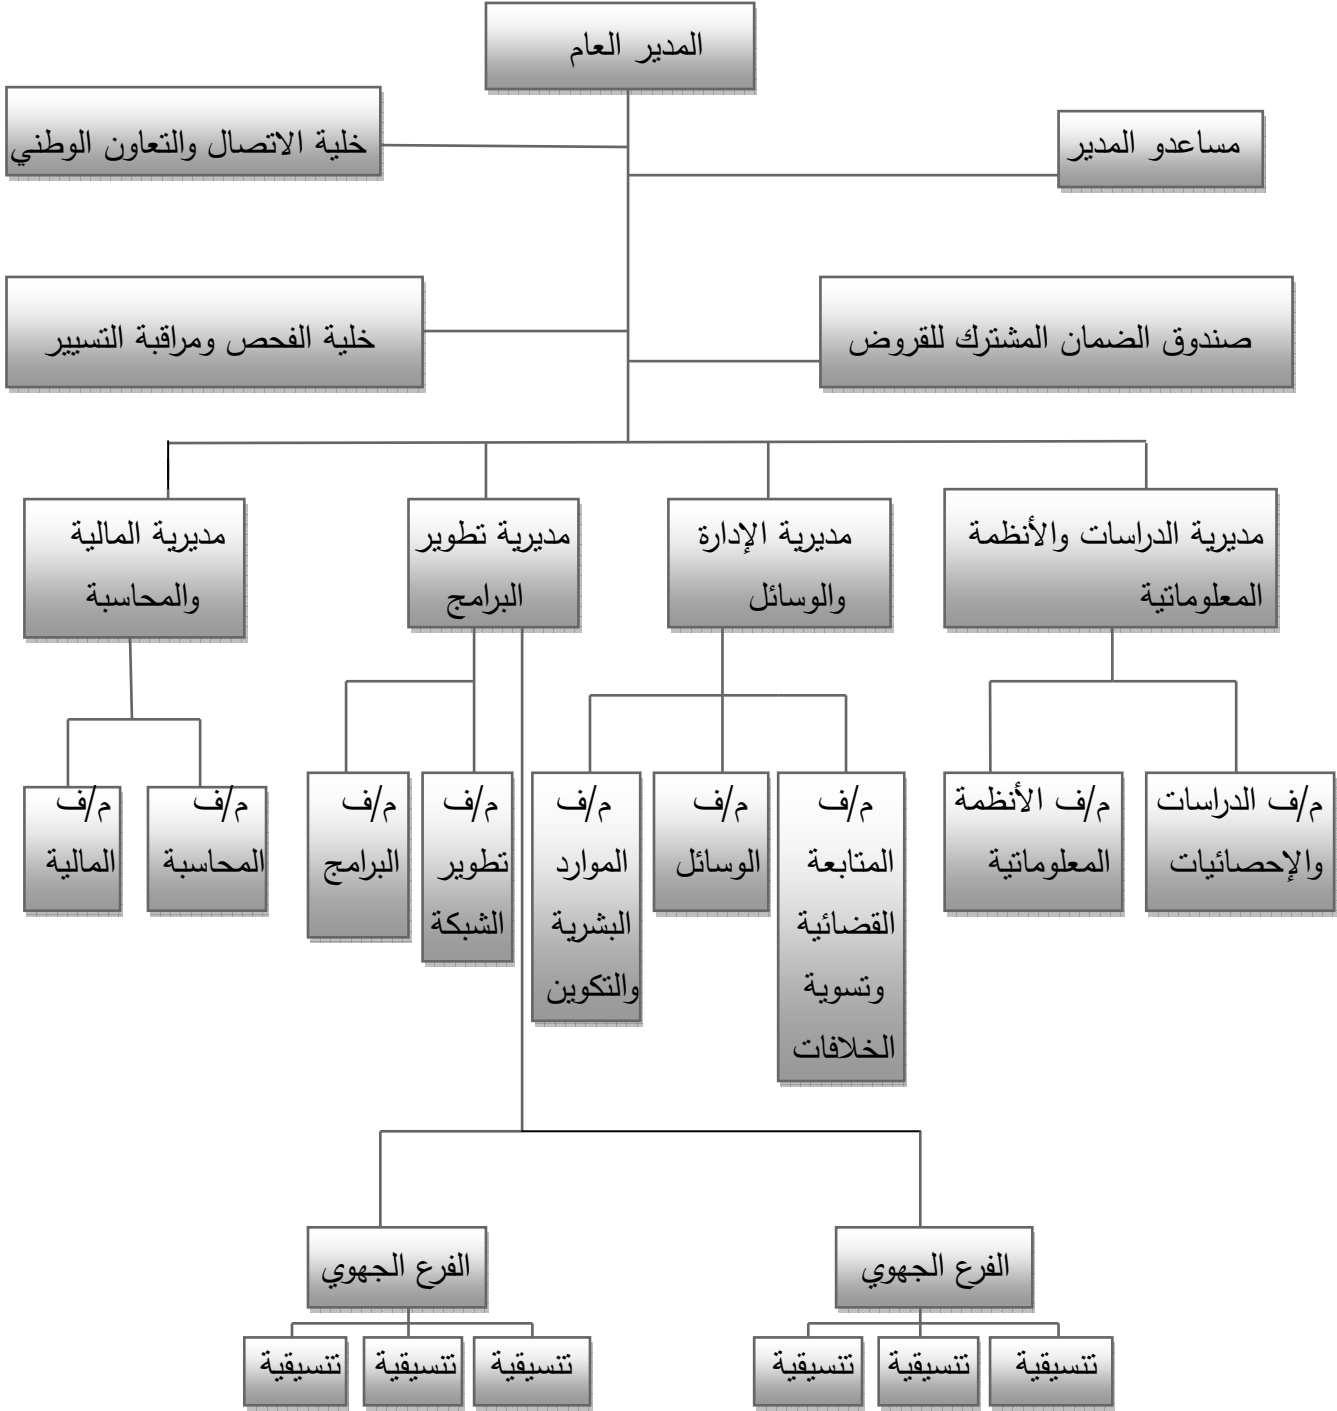 المدير العام
مساعدو المدير
خلية الاتصال والتعاون الوطني
صندوق الضمان المشترك للقروض
خلية الفحص ومراقبة التسيير
مديرية الدراسات والأنظمة
المعلوماتية
مديرية الإدارة
والوسائل
مديرية تطوير
البرامج
مديرية المالية
والمحاسبة
م/ف الدراسات
والإحصائيات
م/ف الأنظمة
المعلوماتية
م/ف
المتابعة
القضائية
وتسوية
الخلافات
م/ف
الوسائل
م/ف
الموارد
البشرية
والتكوين
م/ف
تطوير
الشبكة
م/ف
البرامج
م/ف
المحاسبة
م/ف
المالية
الفرع الجهوي
الفرع الجهوي
تنسيقية
تنسيقية
تنسيقية
تنسيقية
تنسيقية
تنسيقية